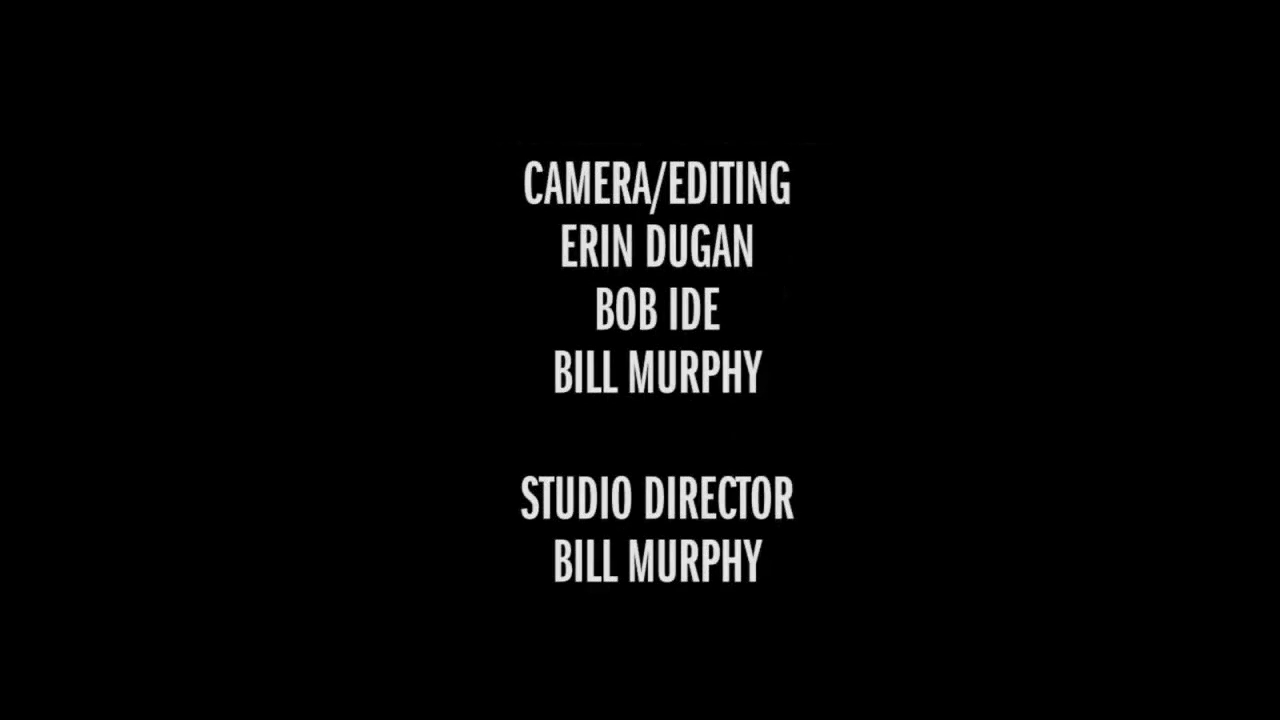 CAMERA/EDITING
ERIN DUGAN
BOB IDE
BILL MURPHY
STUDIO DIRECTOR
BILL MURPHY